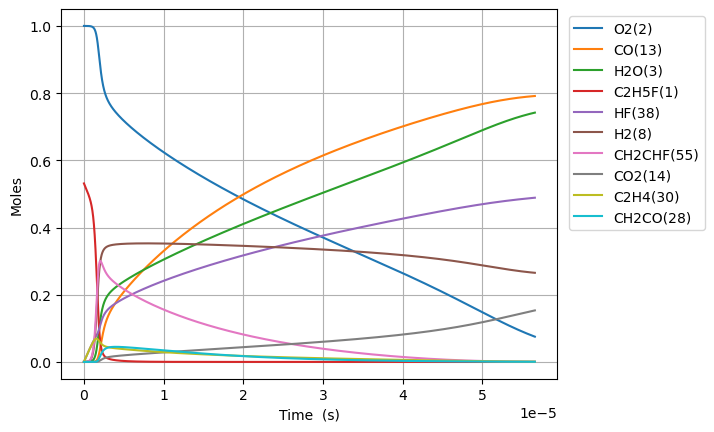 1.0
0.8
0.6
0.4
0.2
0.0
Moles
0
1
2
3
4
5
1e−5
Time  (s)
O2(2)
CO(13)
H2O(3)
C2H5F(1)
HF(38)
H2(8)
CH2CHF(55)
CO2(14)
C2H4(30)
CH2CO(28)